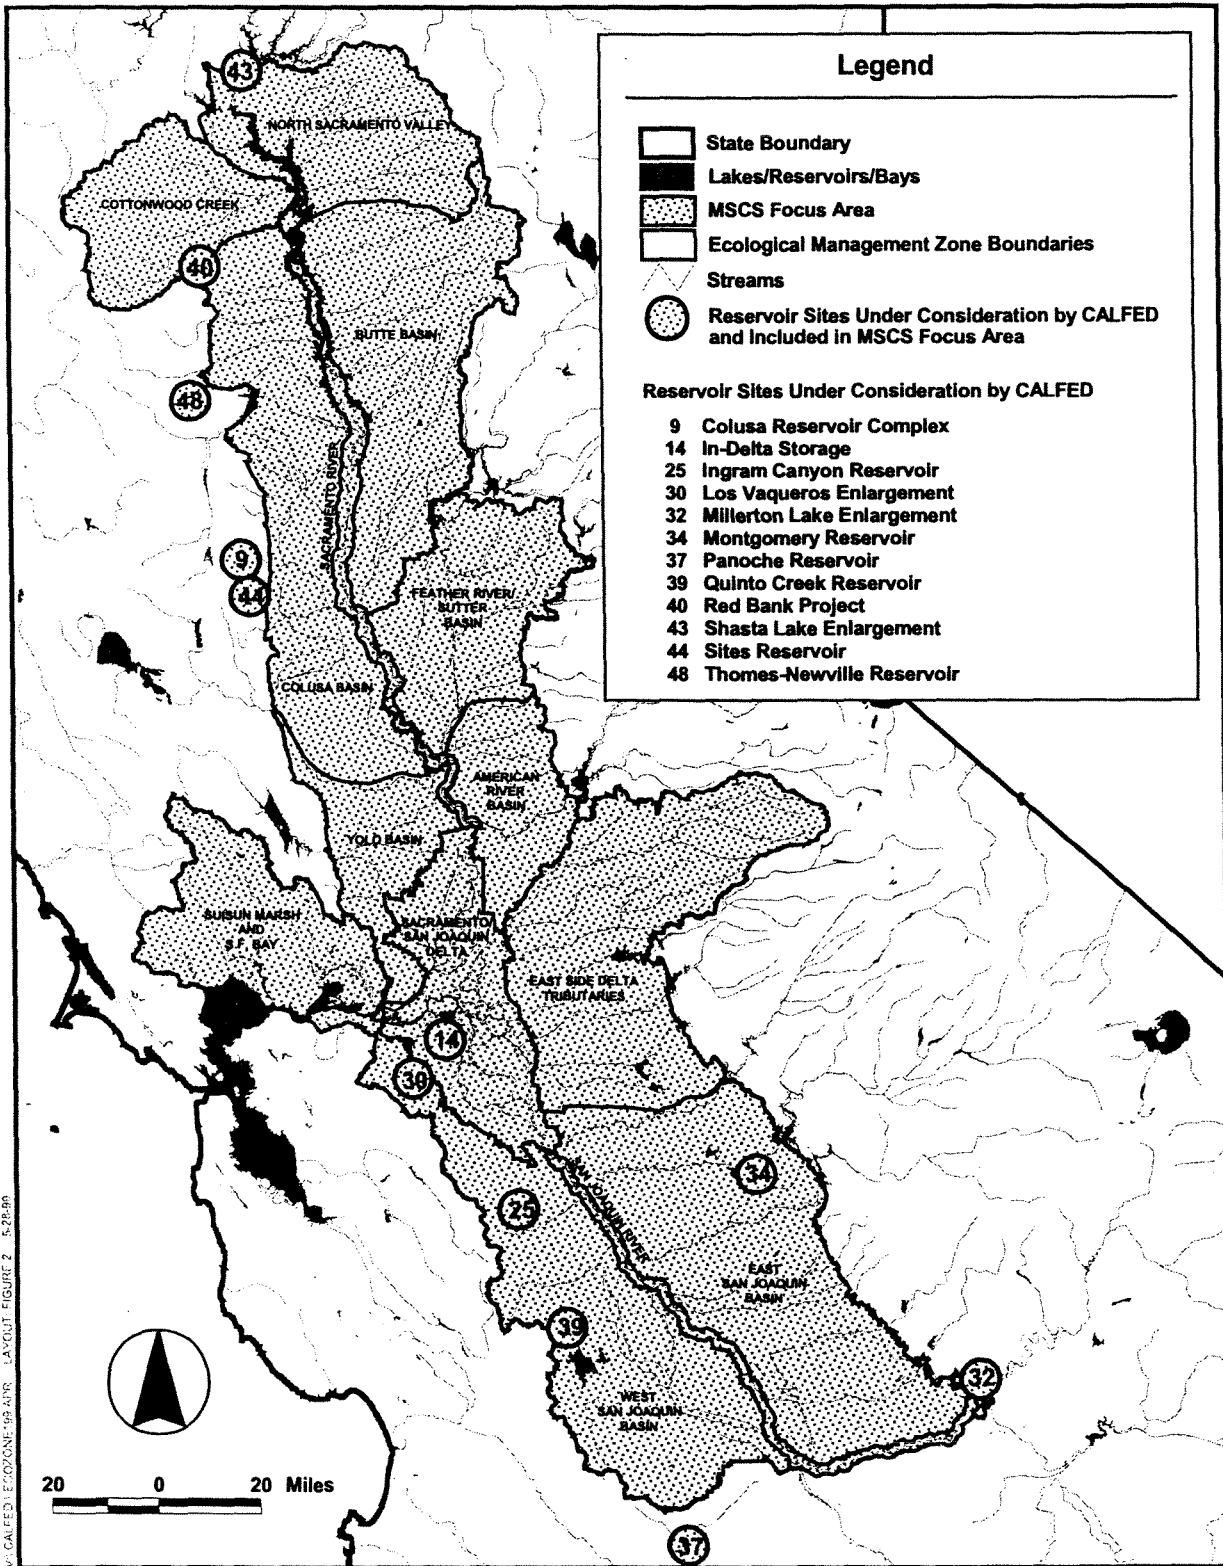 Legend
State Boundary
Lakes/Reservoirs/Bays
MSCS Focus Area
Ecological Management Zone Boundaries
Streams
Reservoir Sites Under Consideration by CALFED
and Included in MSCS Focus Area
Reservoir Sites Under Consideration by CALFED
9 Colusa Reservoir Complex
14 In-Delta Storage
25 Ingram Canyon Reservoir
30 Los Vaqueros Enlargement
32 Millerton Lake Enlargement
34 Montgomery Reservoir
37 Panoche Reservoir
39 Quinto Creek Reservoir
40 Red Bank Project
43 Shasta Lake Enlargement
44 Sites Reservoir
48 Thomes-Newville Reservoir
43
NORTH SACRAMENTO VALLEY
COTTONWOOD CREEK
40
BUTTE BASIN
48
SACRAMENTO RIVER
9
44
FEATHER RIVER/
SUTTER
BASIN
COLUSA BASIN
AMERICAN
RIVER
BASIN
YOLO BASIN
SUISUN MARSH
AND
S.F. BAY
SACRAMENTO/
SAN JOAQUIN
DELTA
EAST SIDE DELTA
TRIBUTARIES
14
30
34
25
SAN JOAQUIN RIVER
EAST
SAN JOAQUIN
BASIN
39
32
WEST
SAN JOAQUIN
BASIN
37
20 0 20 Miles
LAYOUT: FIGURE 2 5-28-99